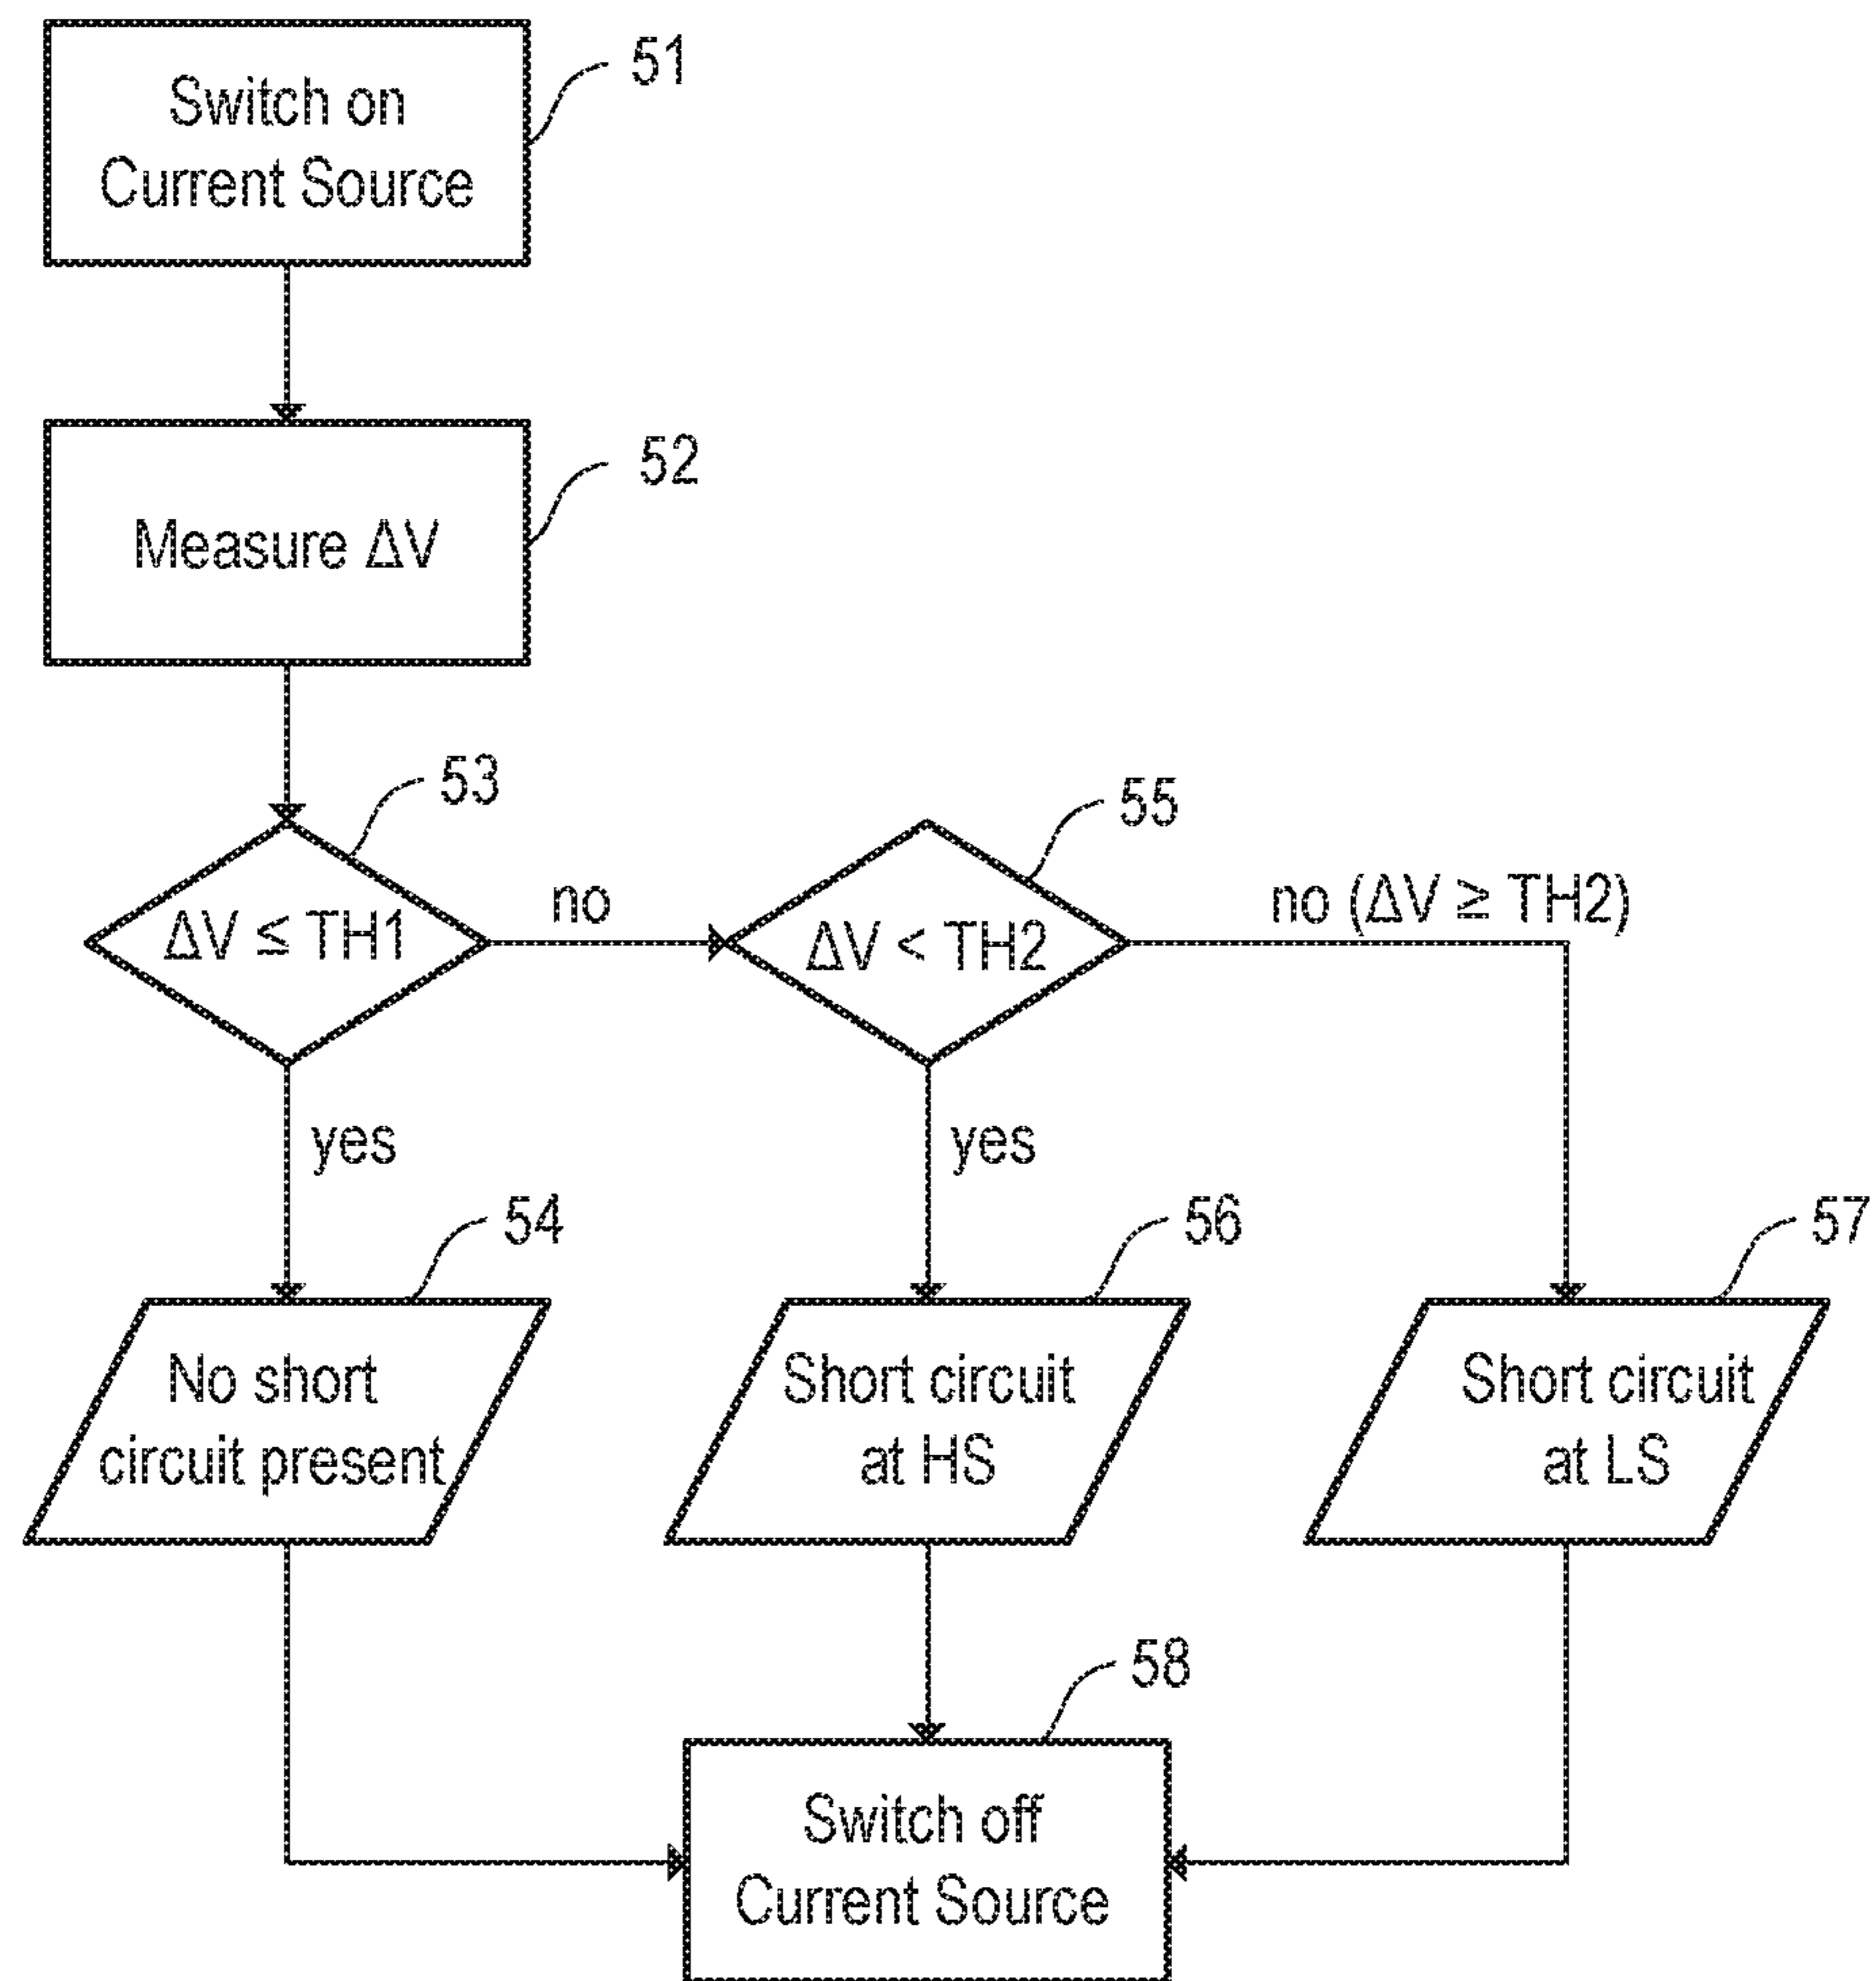 Switch on
Current Source
51
Measure ΔV
52
53
ΔV ≤ TH1
no
55
ΔV < TH2
no (ΔV ≥ TH2)
yes
yes
54
No short
circuit present
56
Short circuit
at HS
57
Short circuit
at LS
58
Switch off
Current Source